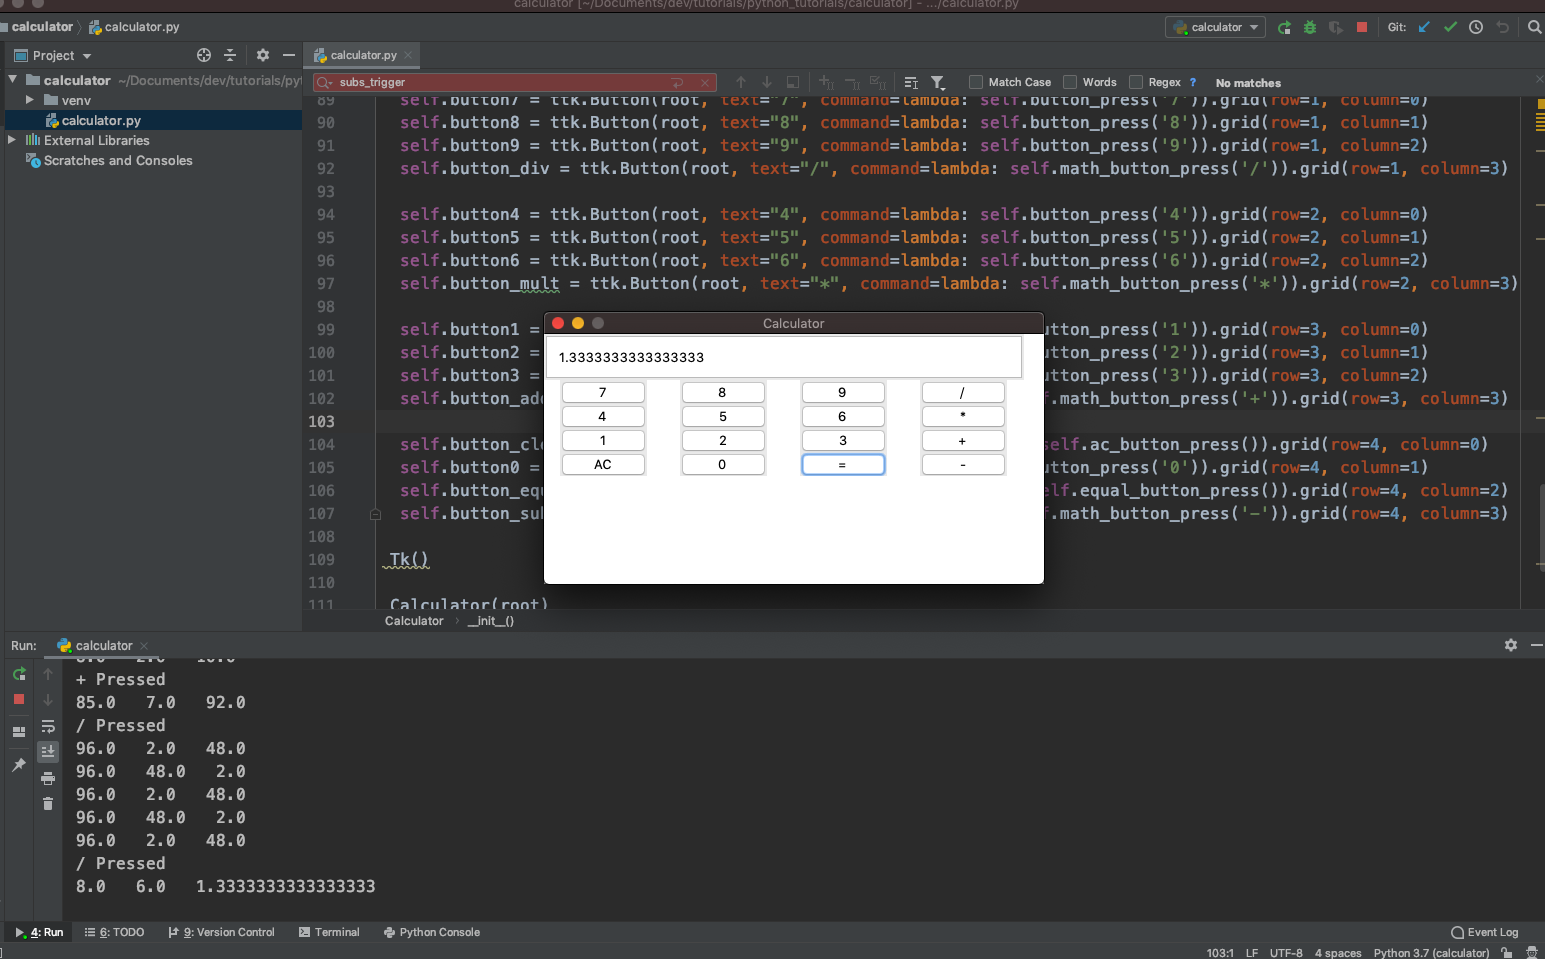 calculator [~/Documents/dev/tutorials/python_tutorials/calculator] - .../calculator.py
calculator calculator.py calculator Git:
Project calculator.py
calculator ~/Documents/dev/tutorials/pyt
venv
calculator.py
External Libraries
Scratches and Consoles
subs_trigger Match Case Words Regex ? No matches
89 self.button7 = ttk.Button(root, text="7", command=lambda: self.button_press('7')).grid(row=1, column=0)
90 self.button8 = ttk.Button(root, text="8", command=lambda: self.button_press('8')).grid(row=1, column=1)
91 self.button9 = ttk.Button(root, text="9", command=lambda: self.button_press('9')).grid(row=1, column=2)
92 self.button_div = ttk.Button(root, text="/", command=lambda: self.math_button_press('/')).grid(row=1, column=3)
93
94 self.button4 = ttk.Button(root, text="4", command=lambda: self.button_press('4')).grid(row=2, column=0)
95 self.button5 = ttk.Button(root, text="5", command=lambda: self.button_press('5')).grid(row=2, column=1)
96 self.button6 = ttk.Button(root, text="6", command=lambda: self.button_press('6')).grid(row=2, column=2)
97 self.button_mult = ttk.Button(root, text="*", command=lambda: self.math_button_press('*')).grid(row=2, column=3)
98
99 self.button1 = utton_press('1')).grid(row=3, column=0)
100 self.button2 = utton_press('2')).grid(row=3, column=1)
101 self.button3 = utton_press('3')).grid(row=3, column=2)
102 self.button_ad .math_button_press('+')).grid(row=3, column=3)
103
104 self.button_cle self.ac_button_press()).grid(row=4, column=0)
105 self.button0 = utton_press('0')).grid(row=4, column=1)
106 self.button_equ elf.equal_button_press()).grid(row=4, column=2)
107 self.button_su f.math_button_press('-')).grid(row=4, column=3)
108
109 Tk()
110
111 Calculator(root)
Calculator
1.3333333333333333
7 8 9 /
4 5 6 *
1 2 3 +
AC 0 = -
Calculator __init__()
Run: calculator
+ Pressed
85.0 7.0 92.0
/ Pressed
96.0 2.0 48.0
96.0 48.0 2.0
96.0 2.0 48.0
96.0 48.0 2.0
96.0 2.0 48.0
/ Pressed
8.0 6.0 1.3333333333333333
4: Run 6: TODO 9: Version Control Terminal Python Console Event Log
103:1 LF UTF-8 4 spaces Python 3.7 (calculator)